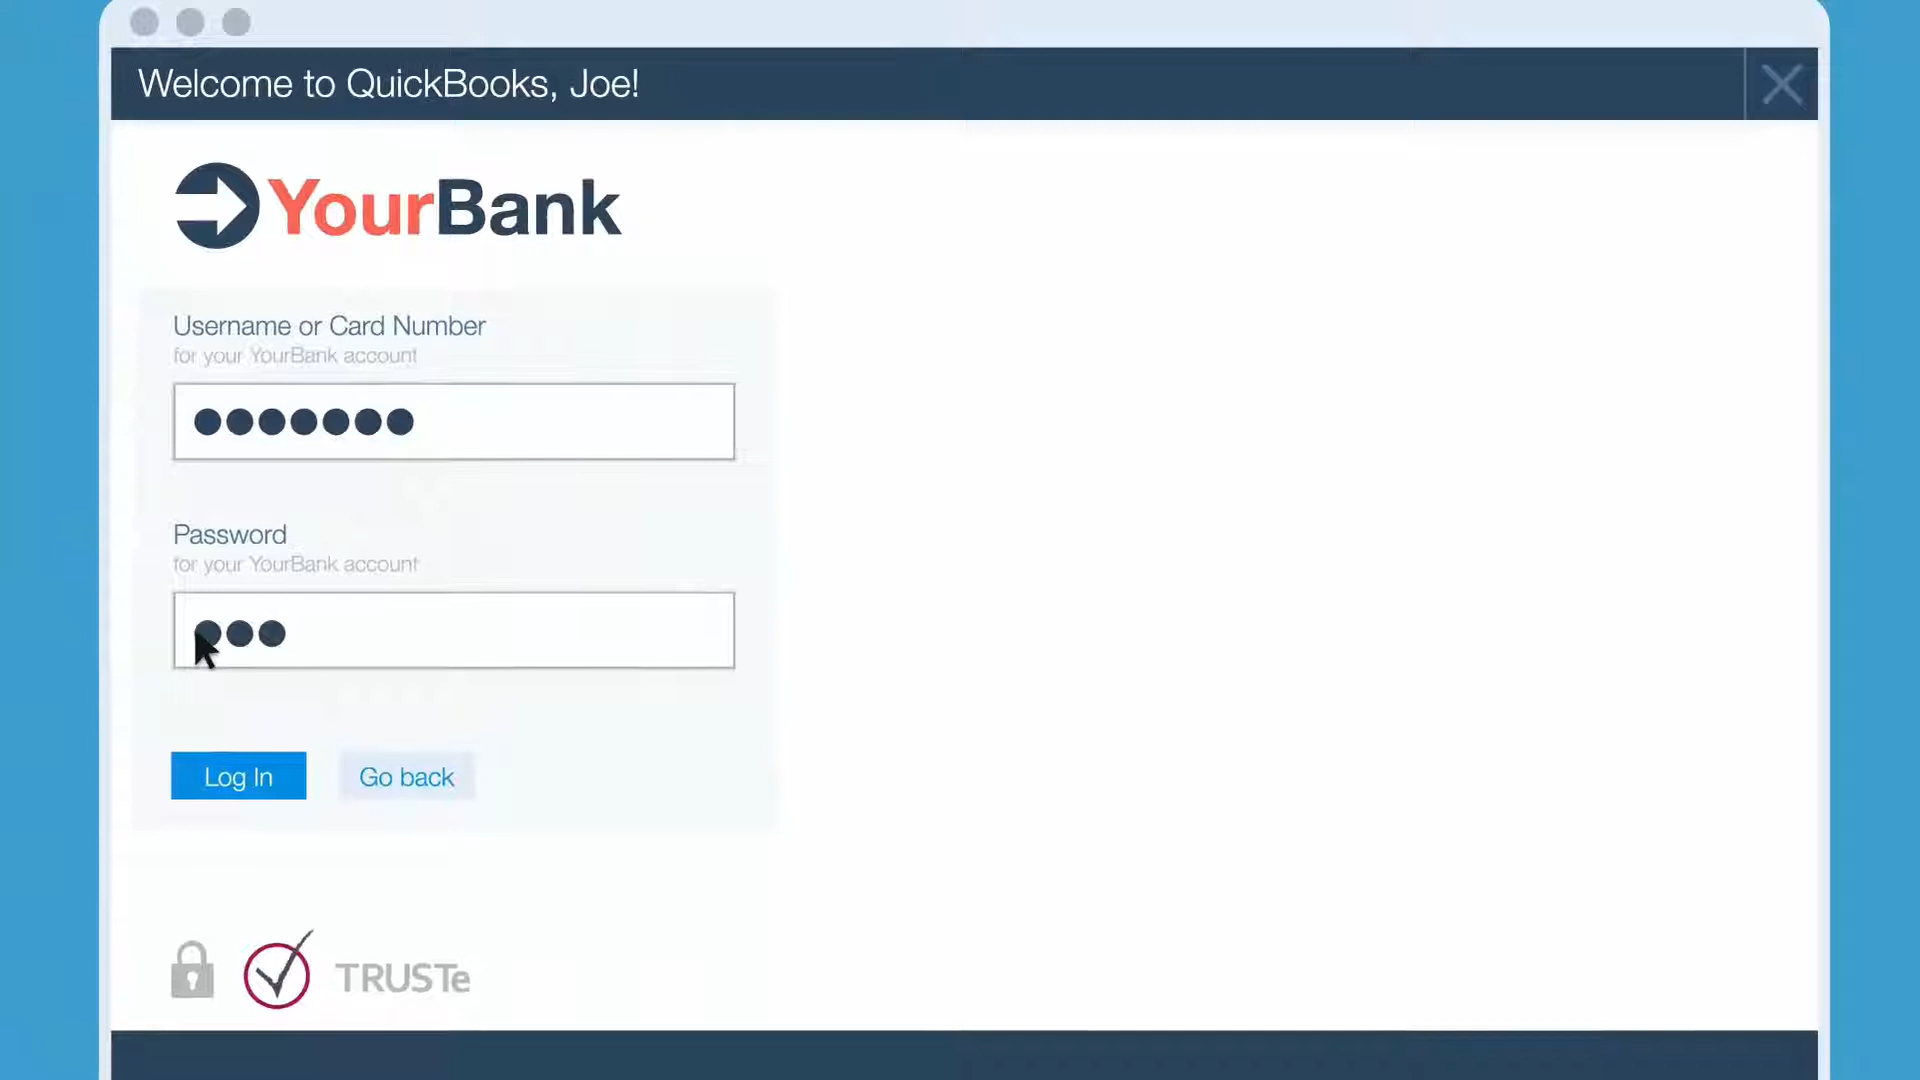 Welcome to QuickBooks, Joe!
YourBank
Username or Card Number
for your YourBank account
Password
for your YourBank account
Log In
Go back
TRUSTe